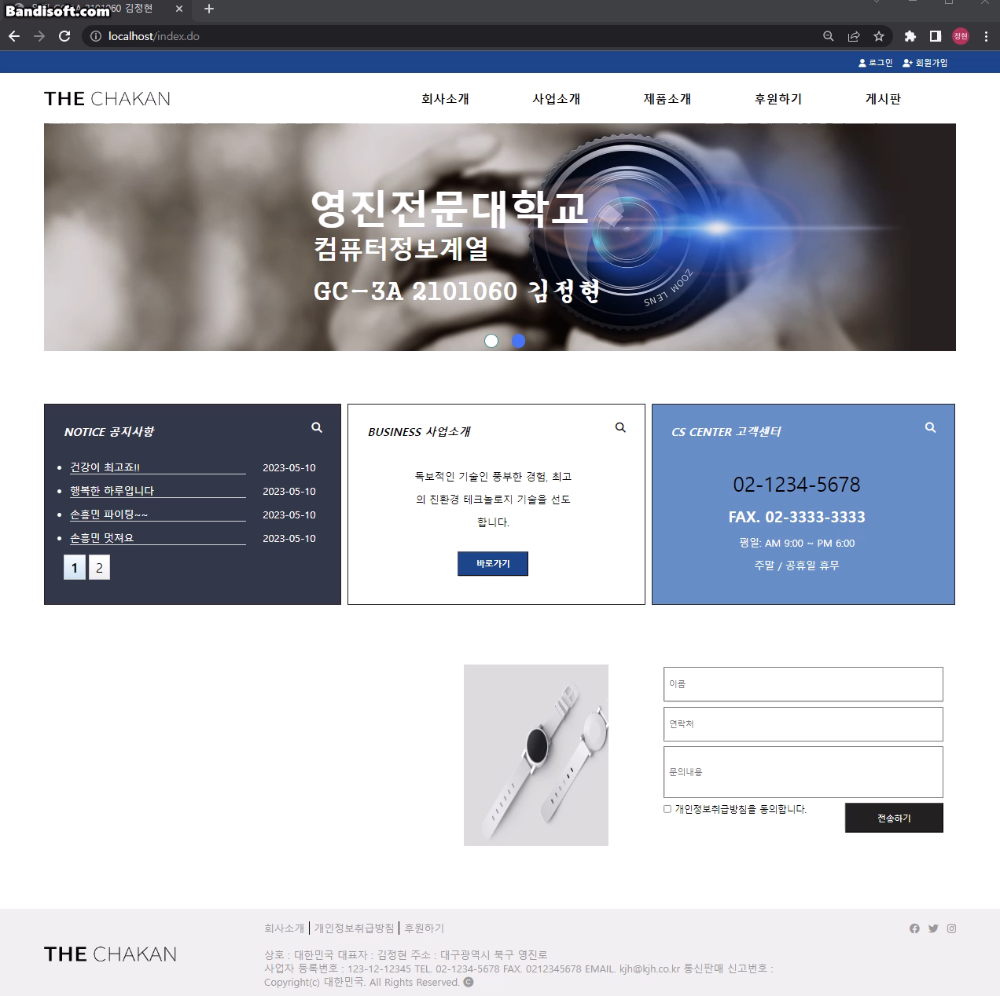 Bandisoft.com
2101060 김정현
localhost/index.do
정현
로그인 회원가입
THE CHAKAN
회사소개 사업소개 제품소개 후원하기 게시판
영진전문대학교
컴퓨터정보계열
GC-3A 2101060 김정현
ZOOM LENS
NOTICE 공지사항
건강이 최고죠!! 2023-05-10
행복한 하루입니다 2023-05-10
손흥민 파이팅~~ 2023-05-10
손흥민 멋져요 2023-05-10
1 2
BUSINESS 사업소개
독보적인 기술인 풍부한 경험, 최고
의 친환경 테크놀로지 기술을 선도
합니다.
바로가기
CS CENTER 고객센터
02-1234-5678
FAX. 02-3333-3333
평일: AM 9:00 ~ PM 6:00
주말 / 공휴일 휴무
이름
연락처
문의내용
개인정보취급방침을 동의합니다.
전송하기
THE CHAKAN
회사소개 개인정보취급방침 후원하기
상호 : 대한민국 대표자 : 김정현 주소 : 대구광역시 북구 영진로
사업자 등록번호 : 123-12-12345 TEL. 02-1234-5678 FAX. 0212345678 EMAIL. kjh@kjh.co.kr 통신판매 신고번호 :
Copyright(c) 대한민국. All Rights Reserved.